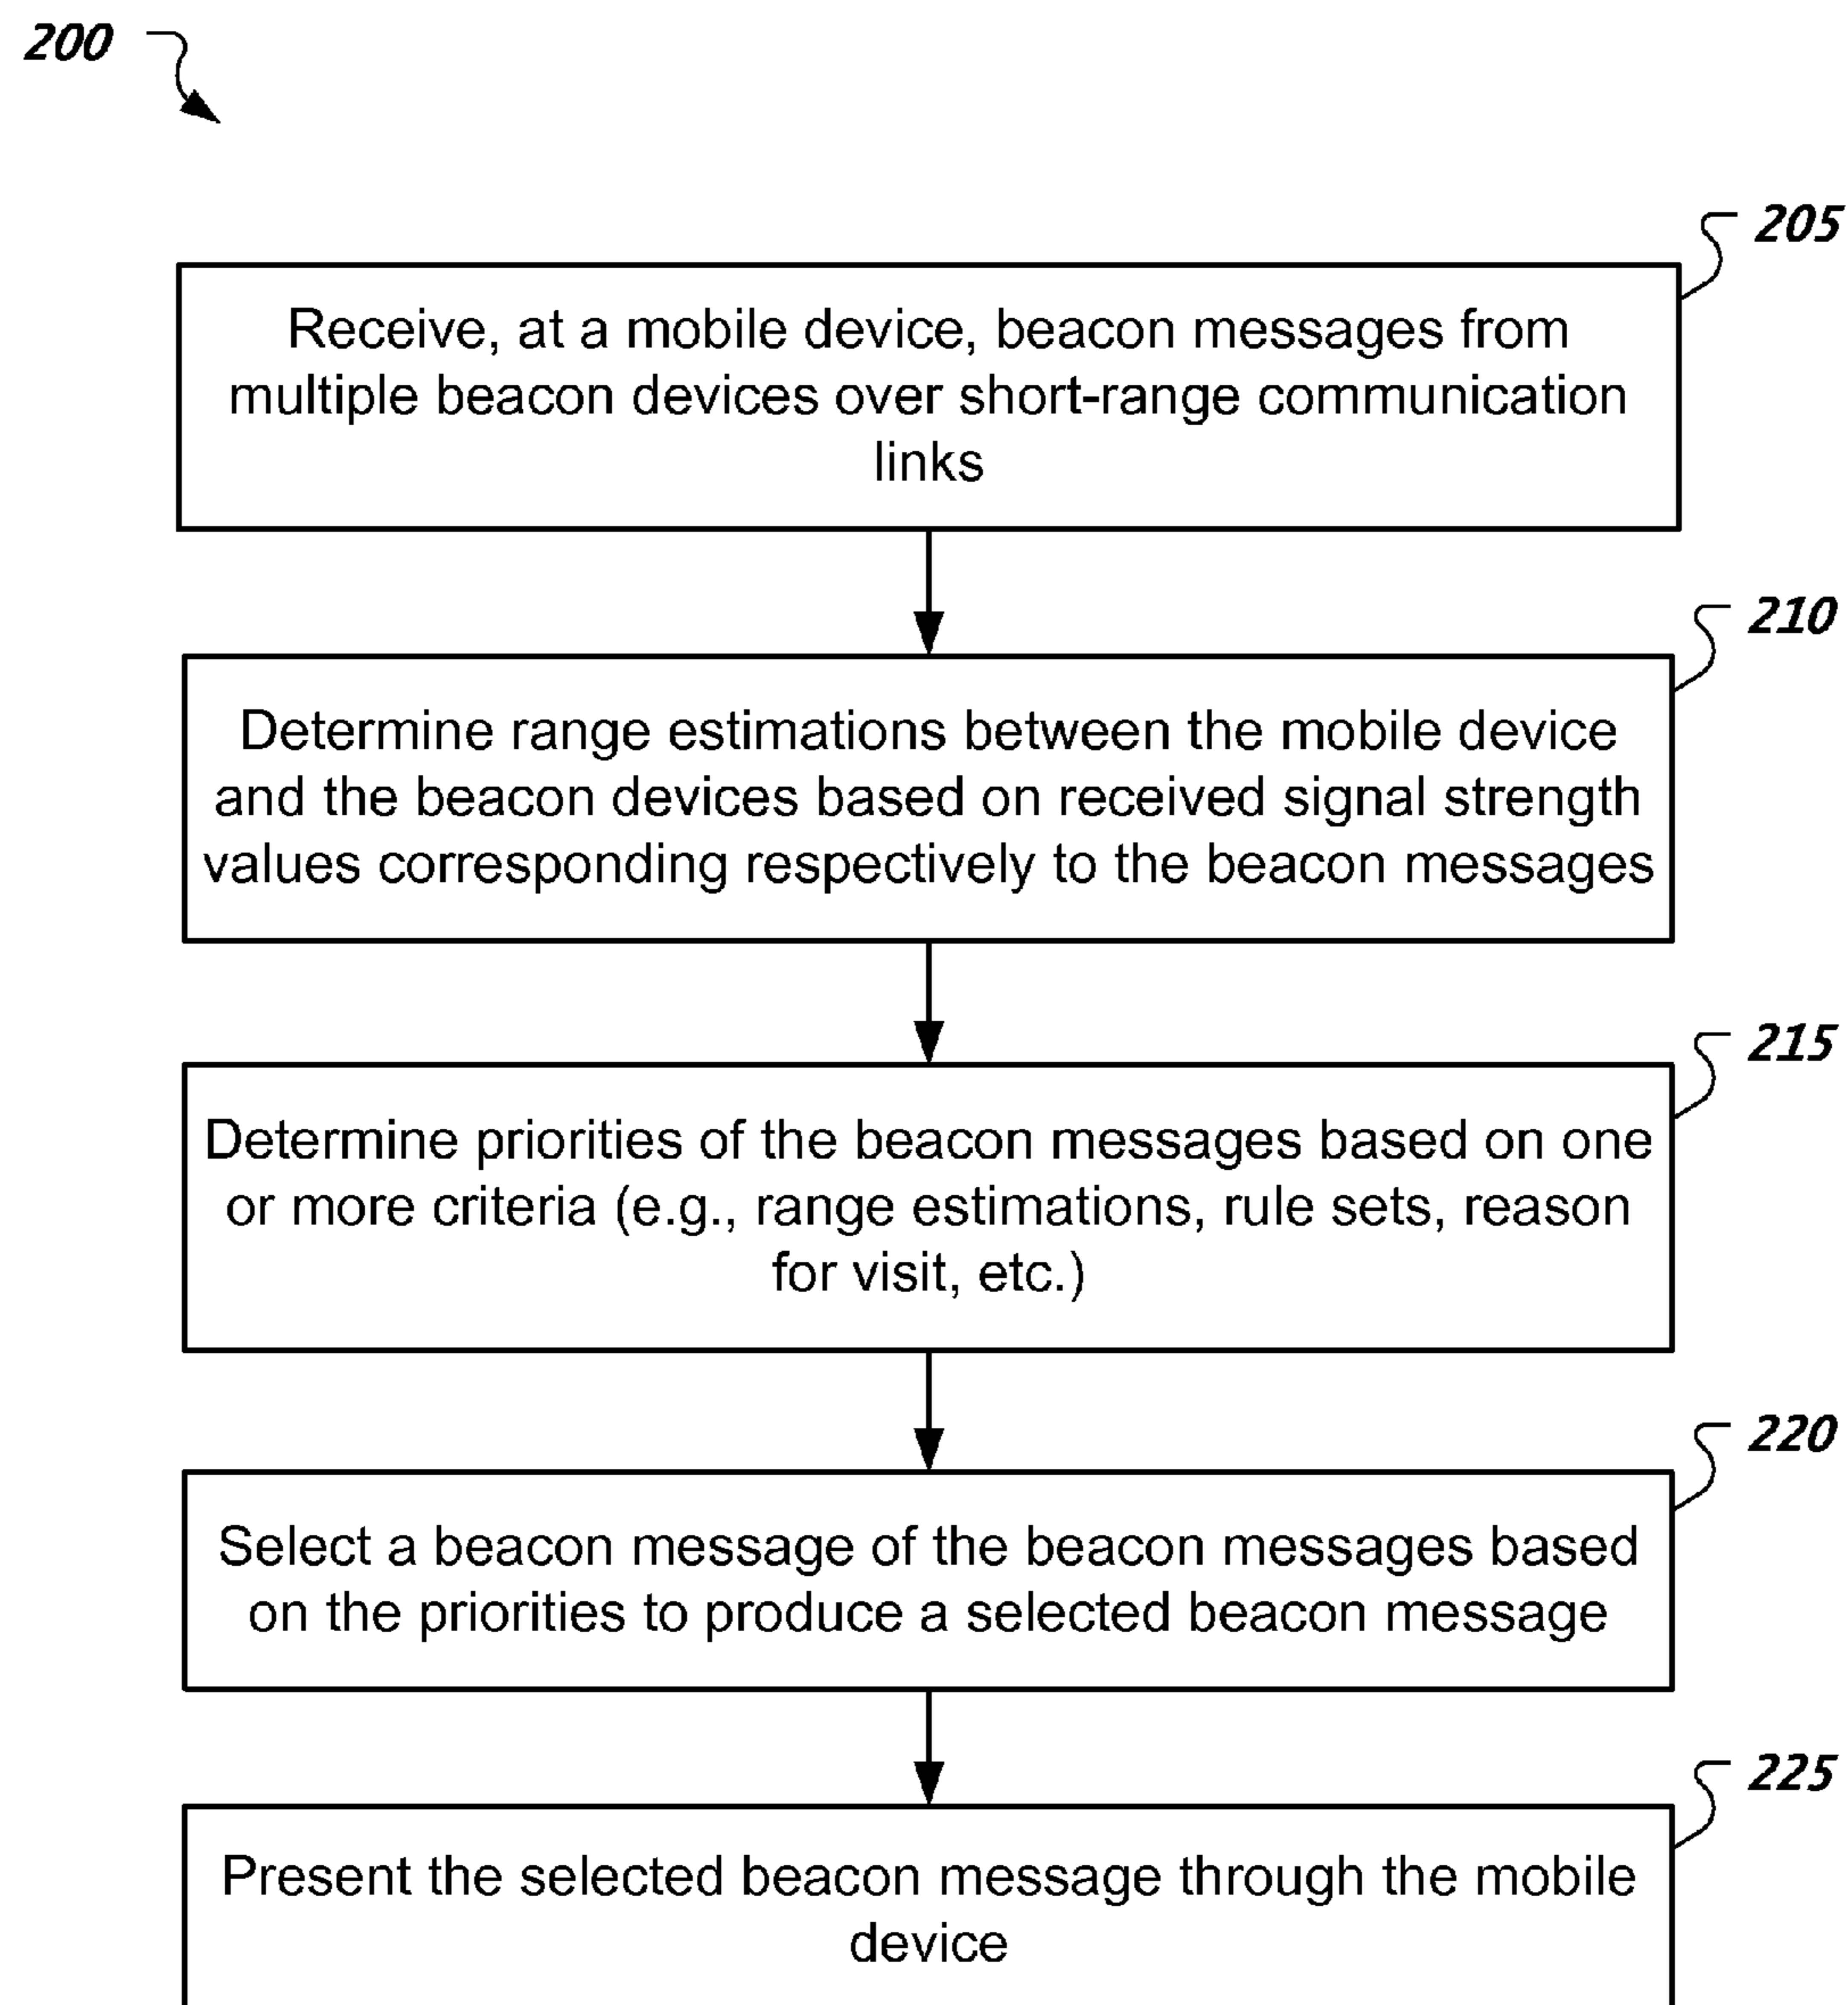 200
205
Receive, at a mobile device, beacon messages from
multiple beacon devices over short-range communication
links
210
Determine range estimations between the mobile device
and the beacon devices based on received signal strength
values corresponding respectively to the beacon messages
215
Determine priorities of the beacon messages based on one
or more criteria (e.g., range estimations, rule sets, reason
for visit, etc.)
220
Select a beacon message of the beacon messages based
on the priorities to produce a selected beacon message
225
Present the selected beacon message through the mobile
device